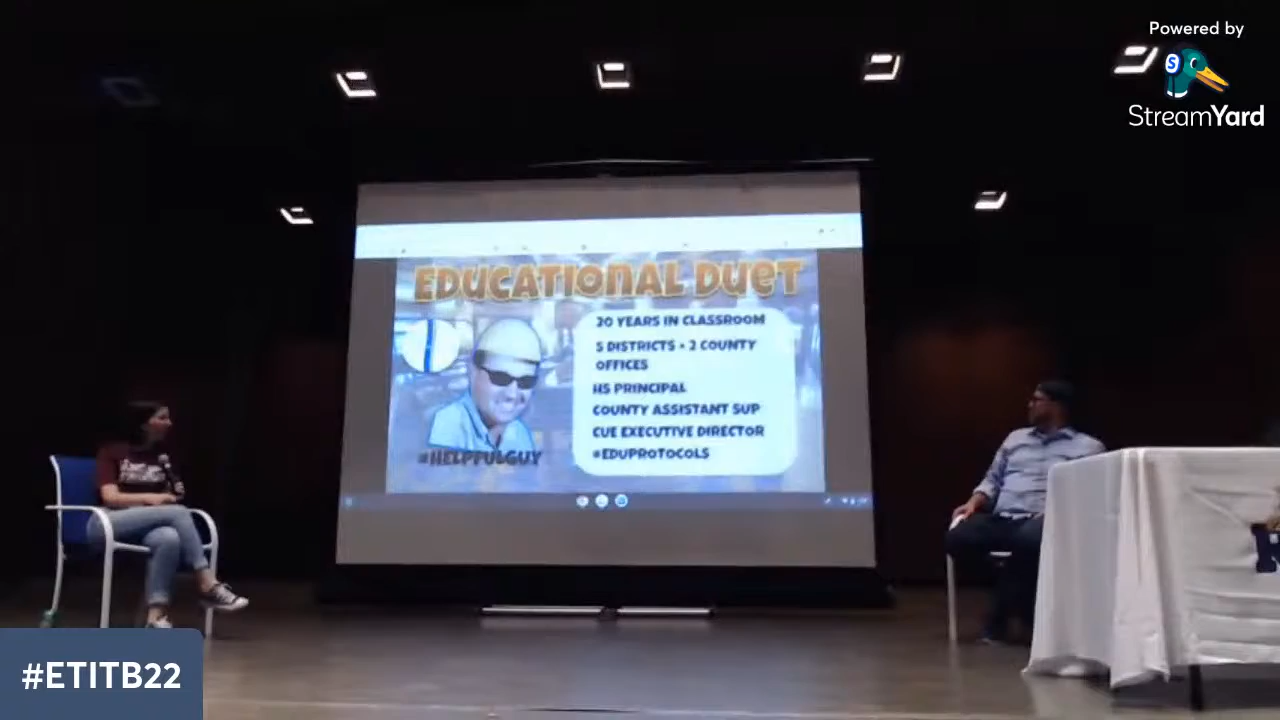 Powered by
StreamYard
EDUCATIONAL DUET
20 YEARS IN CLASSROOM
5 DISTRICTS + 2 COUNTY
OFFICES
HS PRINCIPAL
COUNTY ASSISTANT SUP
CUE EXECUTIVE DIRECTOR
#EDUPROTOCOLS
#HELPFULGUY
#ETITB22